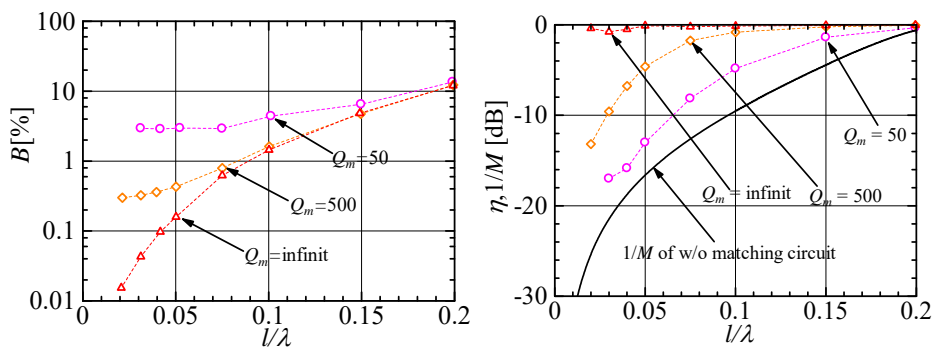 100
10
1
0.1
0.01
B[%]
0
0.05
0.1
0.15
0.2
l/λ
Qm=50
Qm=500
Qm=infinit
0
-10
-20
-30
η,1/M [dB]
0
0.05
0.1
0.15
0.2
l/λ
Qm = 50
Qm = infinit
Qm = 500
1/M of w/o matching circuit